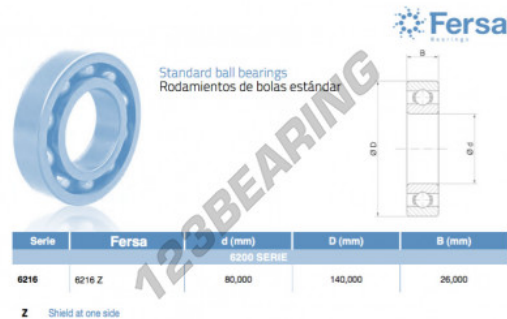 Fersa
Bearings
Standard ball bearings
Rodamientos de bolas estándar
B
Ø D
Ø d
123BEARING
Serie Fersa d (mm) D (mm) B (mm)
6200 SERIE
6216 6216 Z 80,000 140,000 26,000
Z Shield at one side